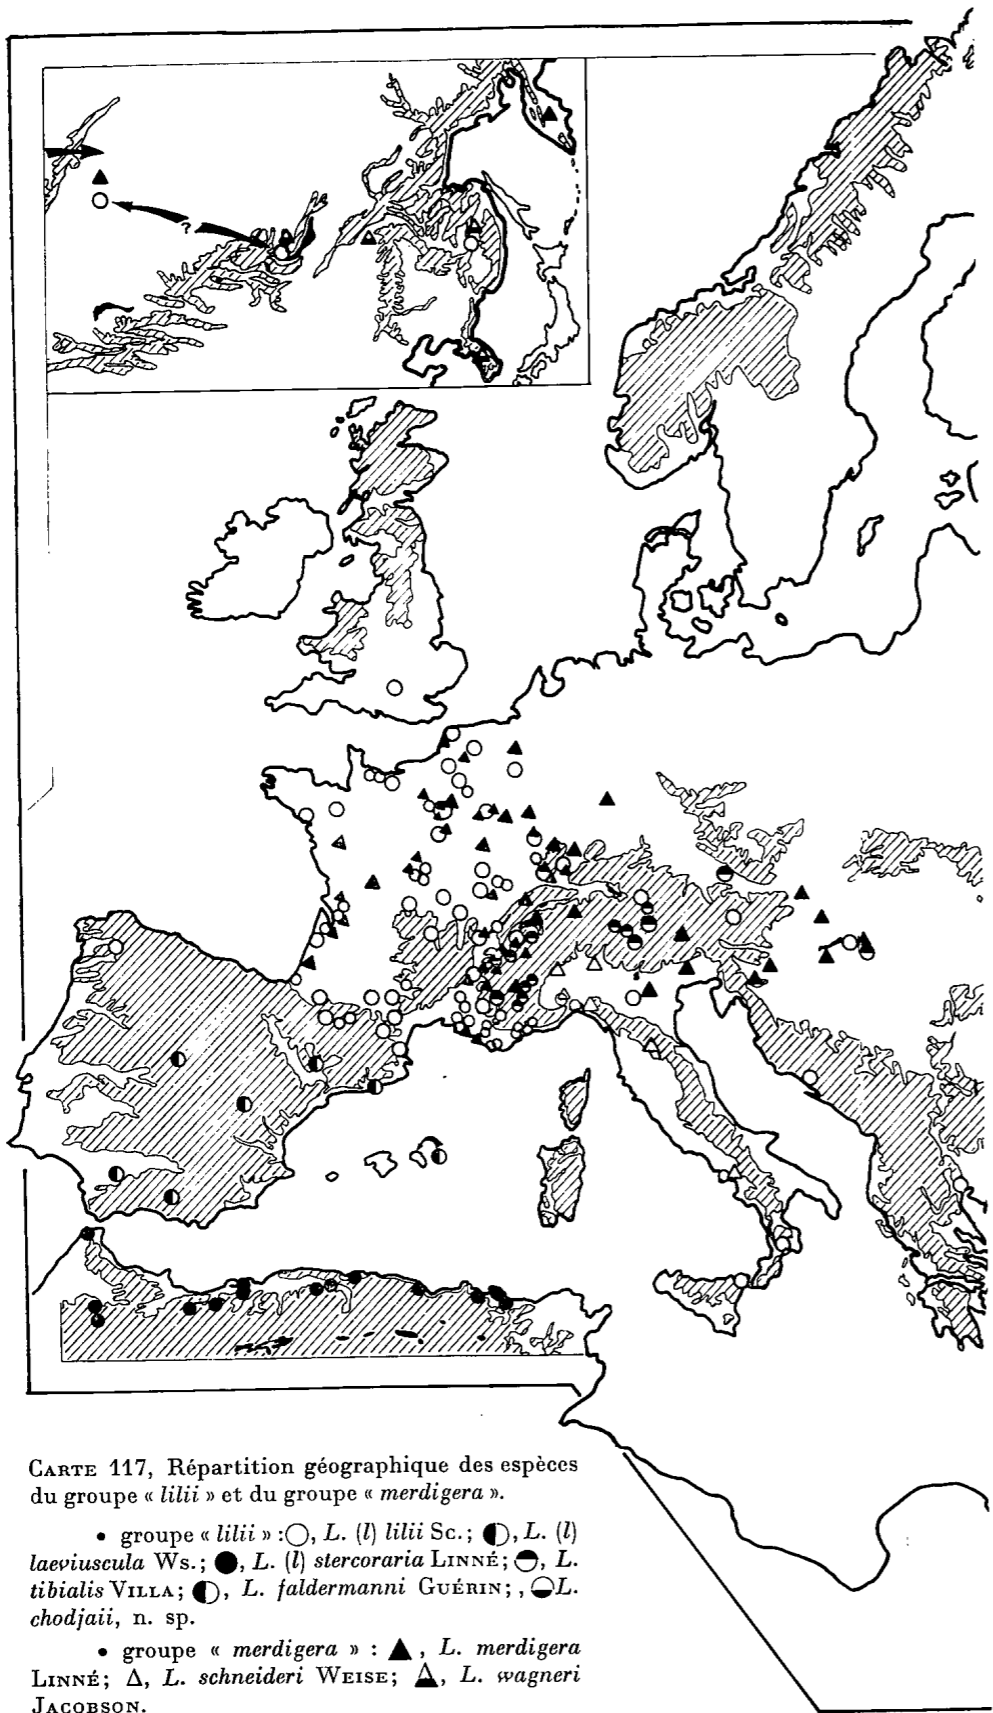 ?
CARTE 117, Répartition géographique des espèces
du groupe « lilii » et du groupe « merdigera ».
• groupe « lilii » : ○, L. (l) lilii Sc.; ◐, L. (l)
laeviuscula Ws.; ●, L. (l) stercoraria LINNÉ; ◓, L.
tibialis VILLA; ◐, L. faldermanni GUÉRIN; , ◒ L.
chodjaii, n. sp.
• groupe « merdigera » : ▲, L. merdigera
LINNÉ; △, L. schneideri WEISE; ◮, L. wagneri
JACOBSON.